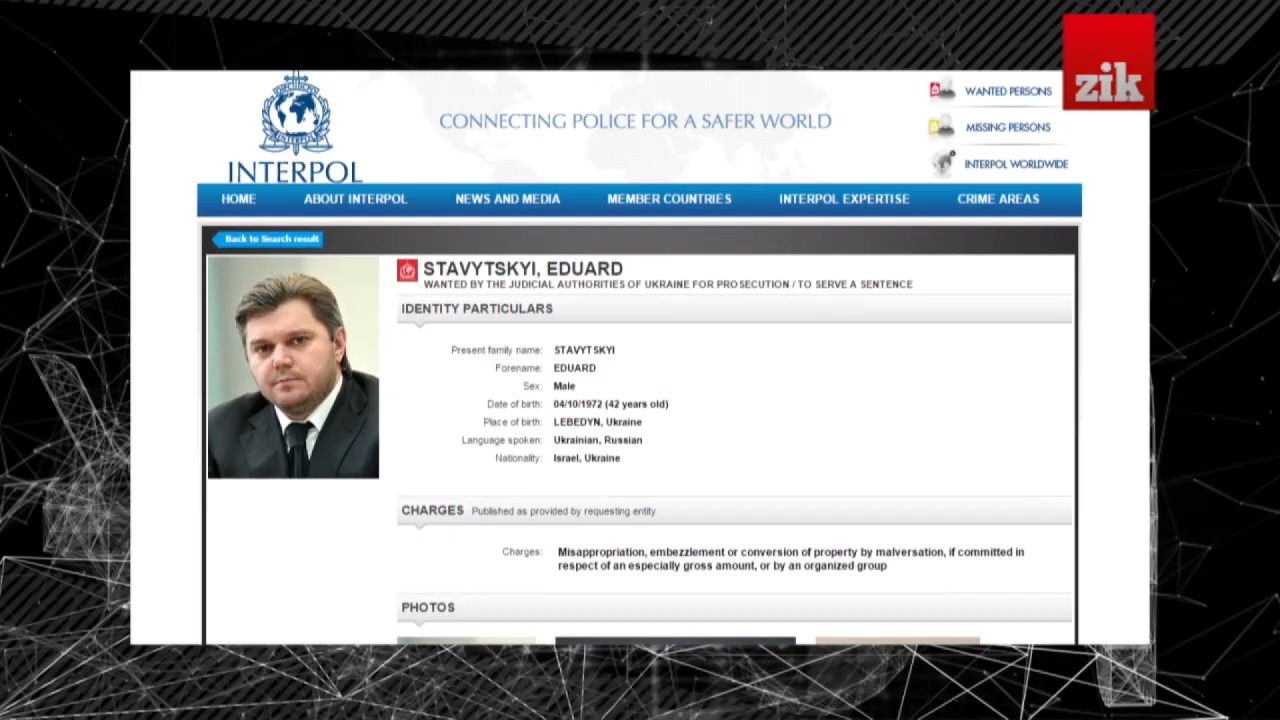 zik
INTERPOL
CONNECTING POLICE FOR A SAFER WORLD
WANTED PERSONS
MISSING PERSONS
INTERPOL WORLDWIDE
HOME ABOUT INTERPOL NEWS AND MEDIA MEMBER COUNTRIES INTERPOL EXPERTISE CRIME AREAS
Back to Search result
STAVYTSKYI, EDUARD
WANTED BY THE JUDICIAL AUTHORITIES OF UKRAINE FOR PROSECUTION / TO SERVE A SENTENCE
IDENTITY PARTICULARS
Present family name: STAVYTSKYI
Forename: EDUARD
Sex: Male
Date of birth: 04/10/1972 (42 years old)
Place of birth: LEBEDYN, Ukraine
Language spoken: Ukrainian, Russian
Nationality: Israel, Ukraine
CHARGES Published as provided by requesting entity
Charges: Misappropriation, embezzlement or conversion of property by malversation, if committed in
respect of an especially gross amount, or by an organized group
PHOTOS